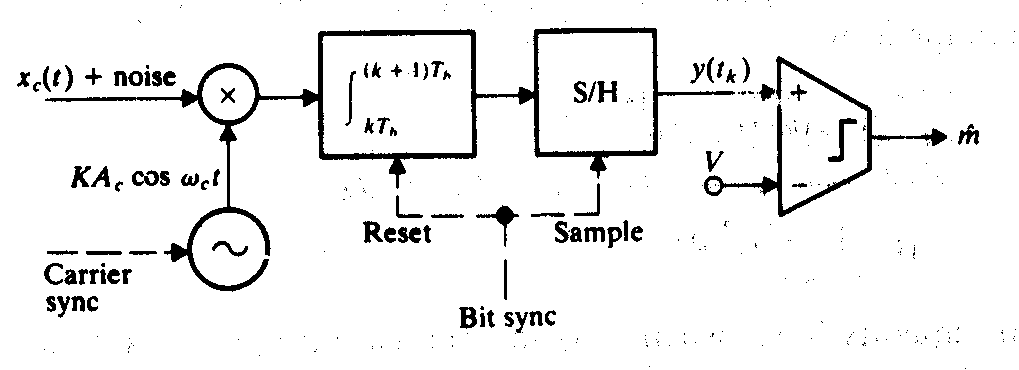 x_c(t) + noise
×
∫ (k + 1)T_b
kT_b
S/H
y(t_k)
+
m̂
V
−
KA_c cos ω_c t
Reset
Sample
Carrier
sync
Bit sync